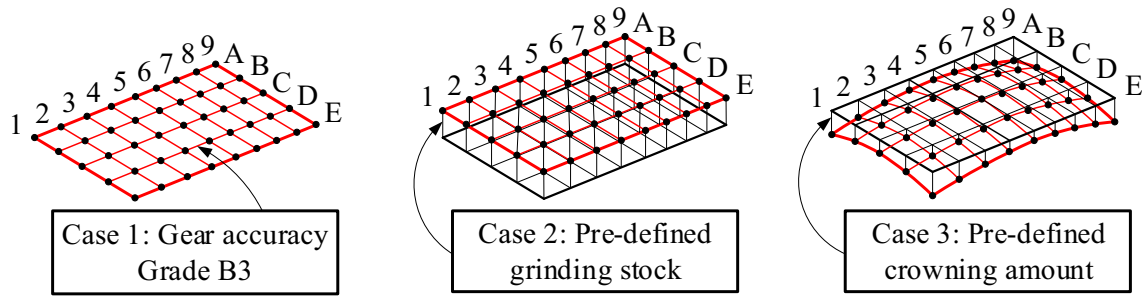 1 2 3 4 5 6 7 8 9 A B C D E
Case 1: Gear accuracy
Grade B3
1 2 3 4 5 6 7 8 9 A B C D E
Case 2: Pre-defined
grinding stock
1 2 3 4 5 6 7 8 9 A B C D E
Case 3: Pre-defined
crowning amount